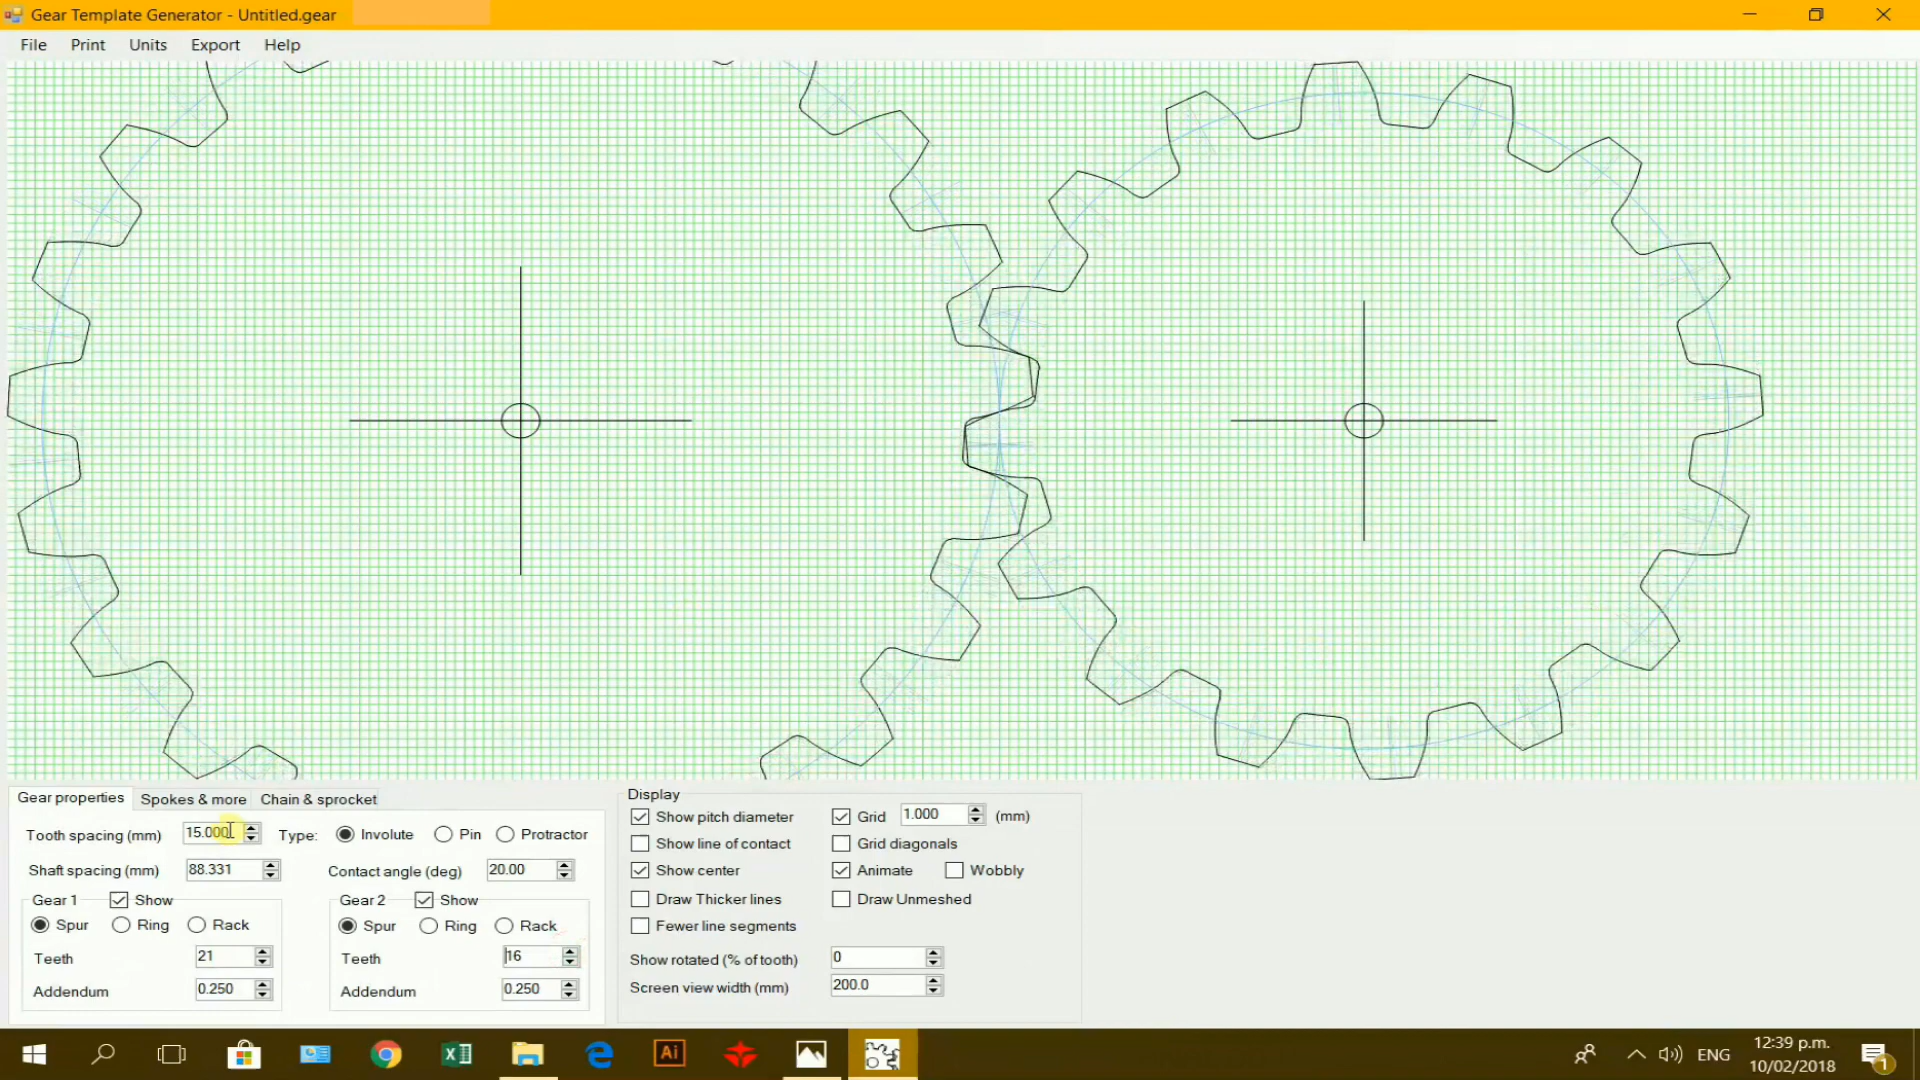 Gear Template Generator - Untitled.gear
File Print Units Export Help
Gear properties Spokes & more Chain & sprocket
Tooth spacing (mm) 15.000 Type: Involute Pin Protractor
Shaft spacing (mm) 88.331 Contact angle (deg) 20.00
Gear 1 Show Gear 2 Show
Spur Ring Rack Spur Ring Rack
Teeth 21 Teeth 16
Addendum 0.250 Addendum 0.250
Display
Show pitch diameter Grid 1.000 (mm)
Show line of contact Grid diagonals
Show center Animate Wobbly
Draw Thicker lines Draw Unmeshed
Fewer line segments
Show rotated (% of tooth) 0
Screen view width (mm) 200.0
Ai
ENG
12:39 p.m.
10/02/2018
1